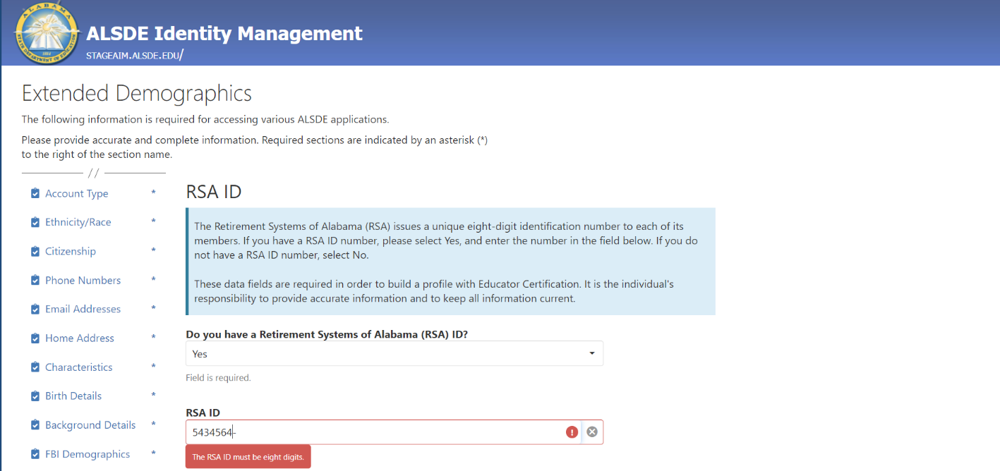 ALABAMA
STATE DEPARTMENT OF EDUCATION
ALSDE Identity Management
STAGEAIM.ALSDE.EDU/
Extended Demographics
The following information is required for accessing various ALSDE applications.
Please provide accurate and complete information. Required sections are indicated by an asterisk (*)
to the right of the section name.
//
Account Type *
Ethnicity/Race *
Citizenship *
Phone Numbers *
Email Addresses *
Home Address *
Characteristics *
Birth Details *
Background Details *
FBI Demographics *
RSA ID
The Retirement Systems of Alabama (RSA) issues a unique eight-digit identification number to each of its
members. If you have a RSA ID number, please select Yes, and enter the number in the field below. If you do
not have a RSA ID number, select No.
These data fields are required in order to build a profile with Educator Certification. It is the individual's
responsibility to provide accurate information and to keep all information current.
Do you have a Retirement Systems of Alabama (RSA) ID?
Yes
Field is required.
RSA ID
5434564-
The RSA ID must be eight digits.